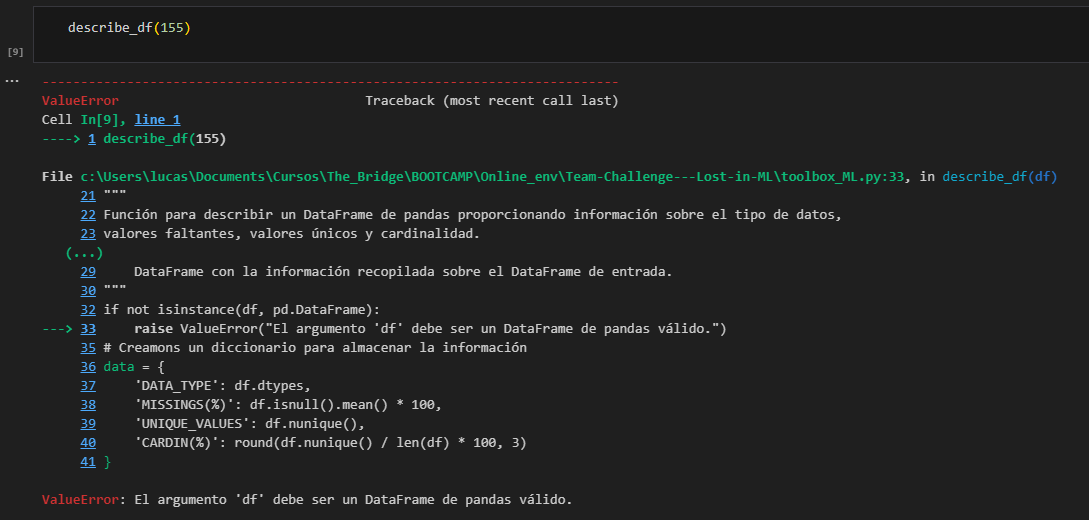 describe_df(155)
[9]
...
---------------------------------------------------------------------------
ValueError                                Traceback (most recent call last)
Cell In[9], line 1
----> 1 describe_df(155)
File c:\Users\lucas\Documents\Cursos\The_Bridge\BOOTCAMP\Online_env\Team-Challenge---Lost-in-ML\toolbox_ML.py:33, in describe_df(df)
     21 """
     22 Función para describir un DataFrame de pandas proporcionando información sobre el tipo de datos,
     23 valores faltantes, valores únicos y cardinalidad.
   (...)
     29     DataFrame con la información recopilada sobre el DataFrame de entrada.
     30 """
     32 if not isinstance(df, pd.DataFrame):
---> 33     raise ValueError("El argumento 'df' debe ser un DataFrame de pandas válido.")
     35 # Creamons un diccionario para almacenar la información
     36 data = {
     37     'DATA_TYPE': df.dtypes,
     38     'MISSINGS(%)': df.isnull().mean() * 100,
     39     'UNIQUE_VALUES': df.nunique(),
     40     'CARDIN(%)': round(df.nunique() / len(df) * 100, 3)
     41 }
ValueError: El argumento 'df' debe ser un DataFrame de pandas válido.